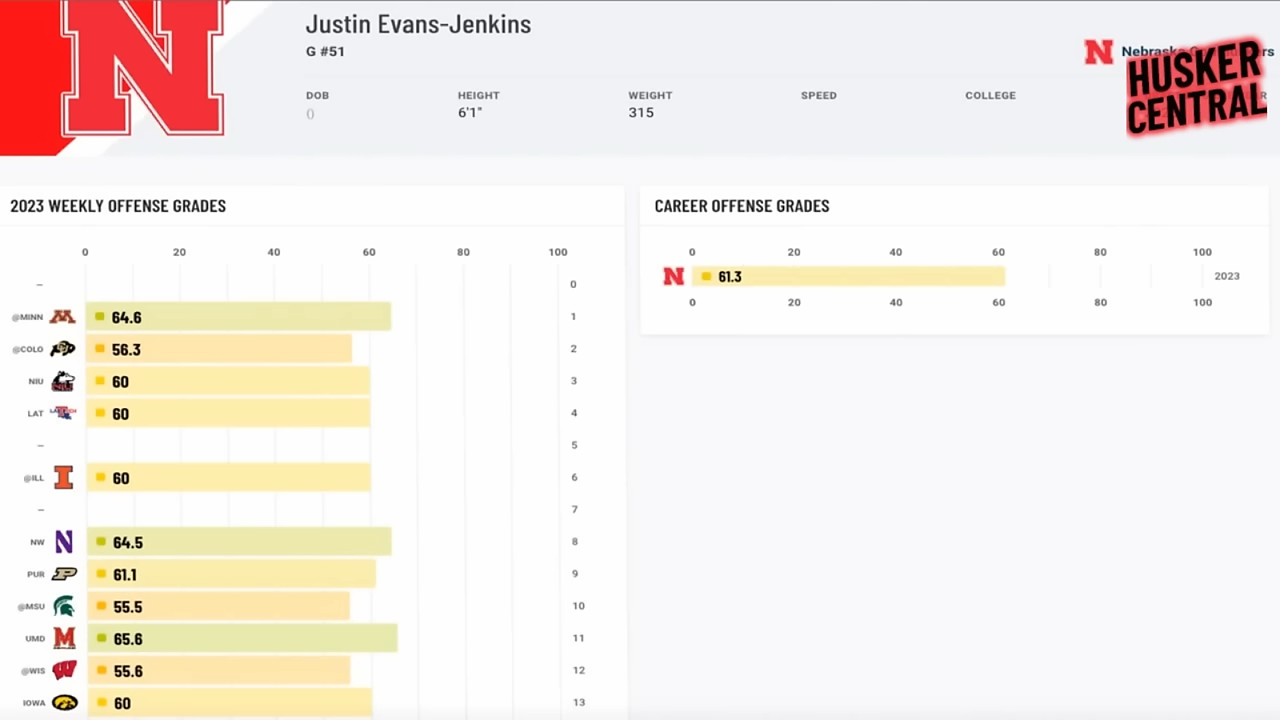 Justin Evans-Jenkins
G #51
Nebraska
HUSKER
CENTRAL
DOB HEIGHT WEIGHT SPEED COLLEGE
() 6'1" 315
2023 WEEKLY OFFENSE GRADES
0 20 40 60 80 100
– 0
@MINN 64.6 1
@COLO 56.3 2
NIU 60 3
LAT 60 4
– 5
@ILL 60 6
– 7
NW 64.5 8
PUR 61.1 9
@MSU 55.5 10
UMD 65.6 11
@WIS 55.6 12
IOWA 60 13
CAREER OFFENSE GRADES
0 20 40 60 80 100
N 61.3 2023
0 20 40 60 80 100